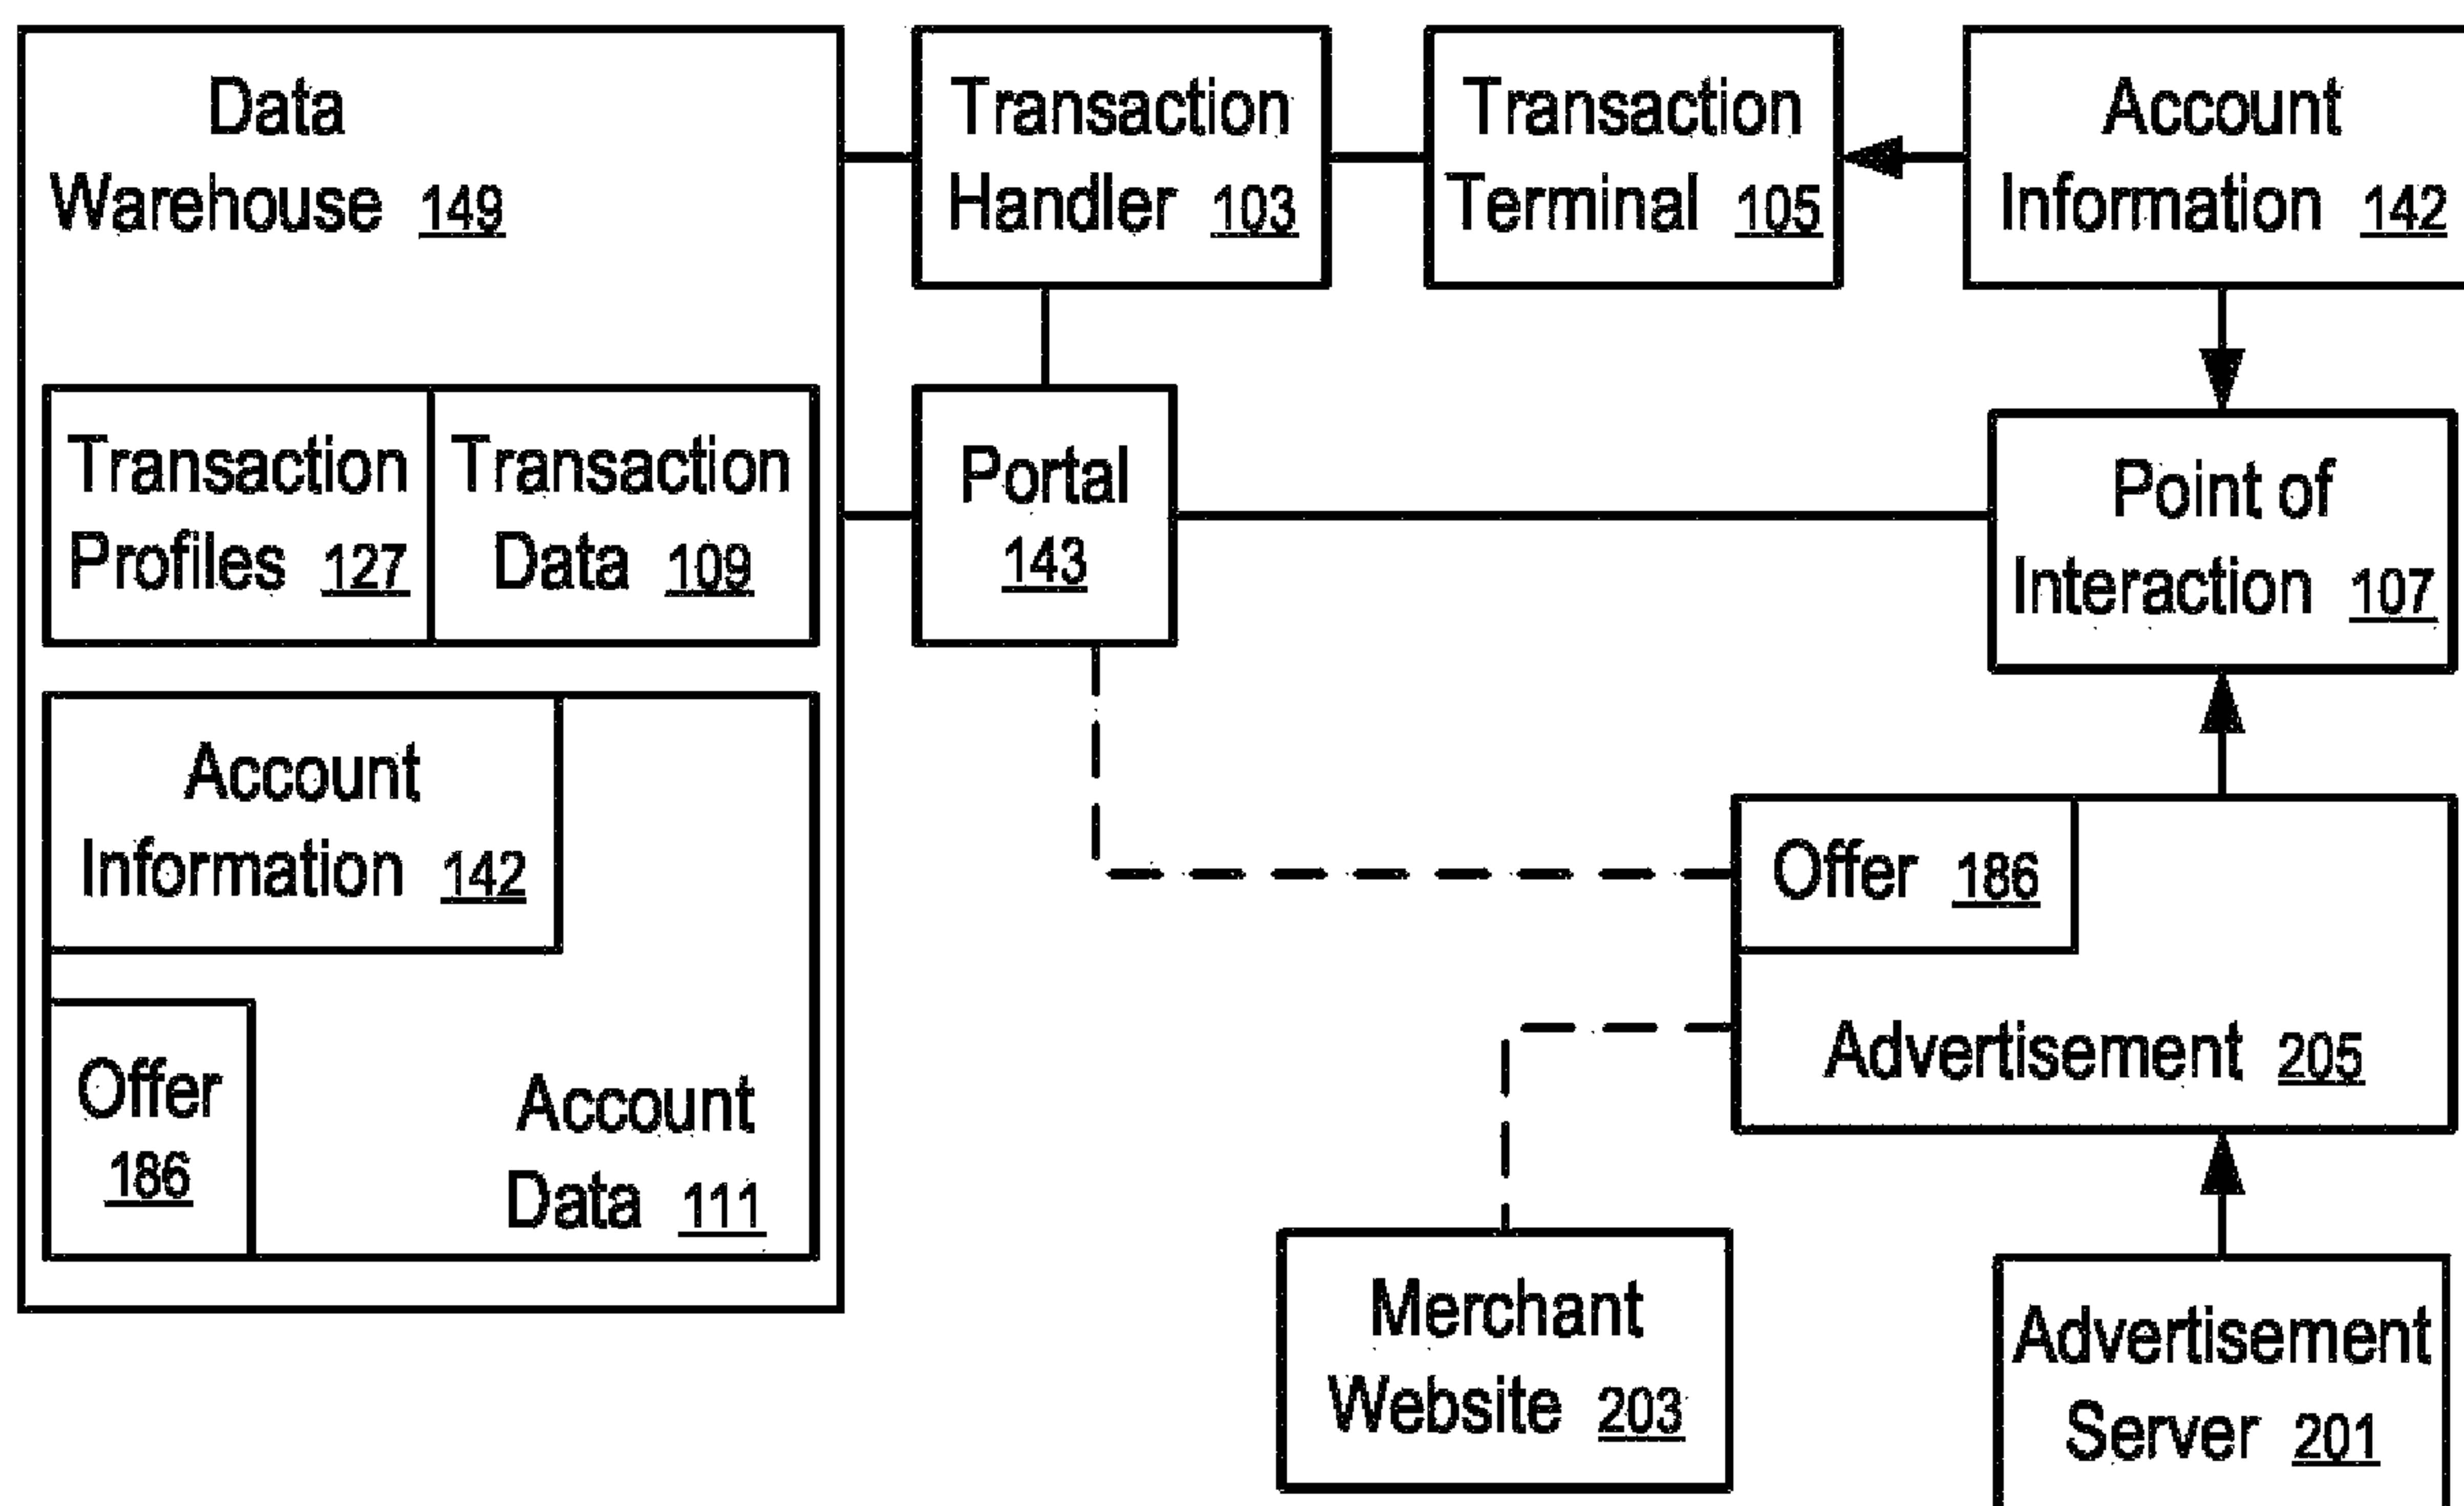 Data
Warehouse 149
Transaction
Handler 103
Transaction
Terminal 105
Account
Information 142
Transaction
Profiles 127
Transaction
Data 109
Portal
143
Point of
Interaction 107
Account
Information 142
Offer 186
Advertisement 205
Offer
186
Account
Data 111
Merchant
Website 203
Advertisement
Server 201